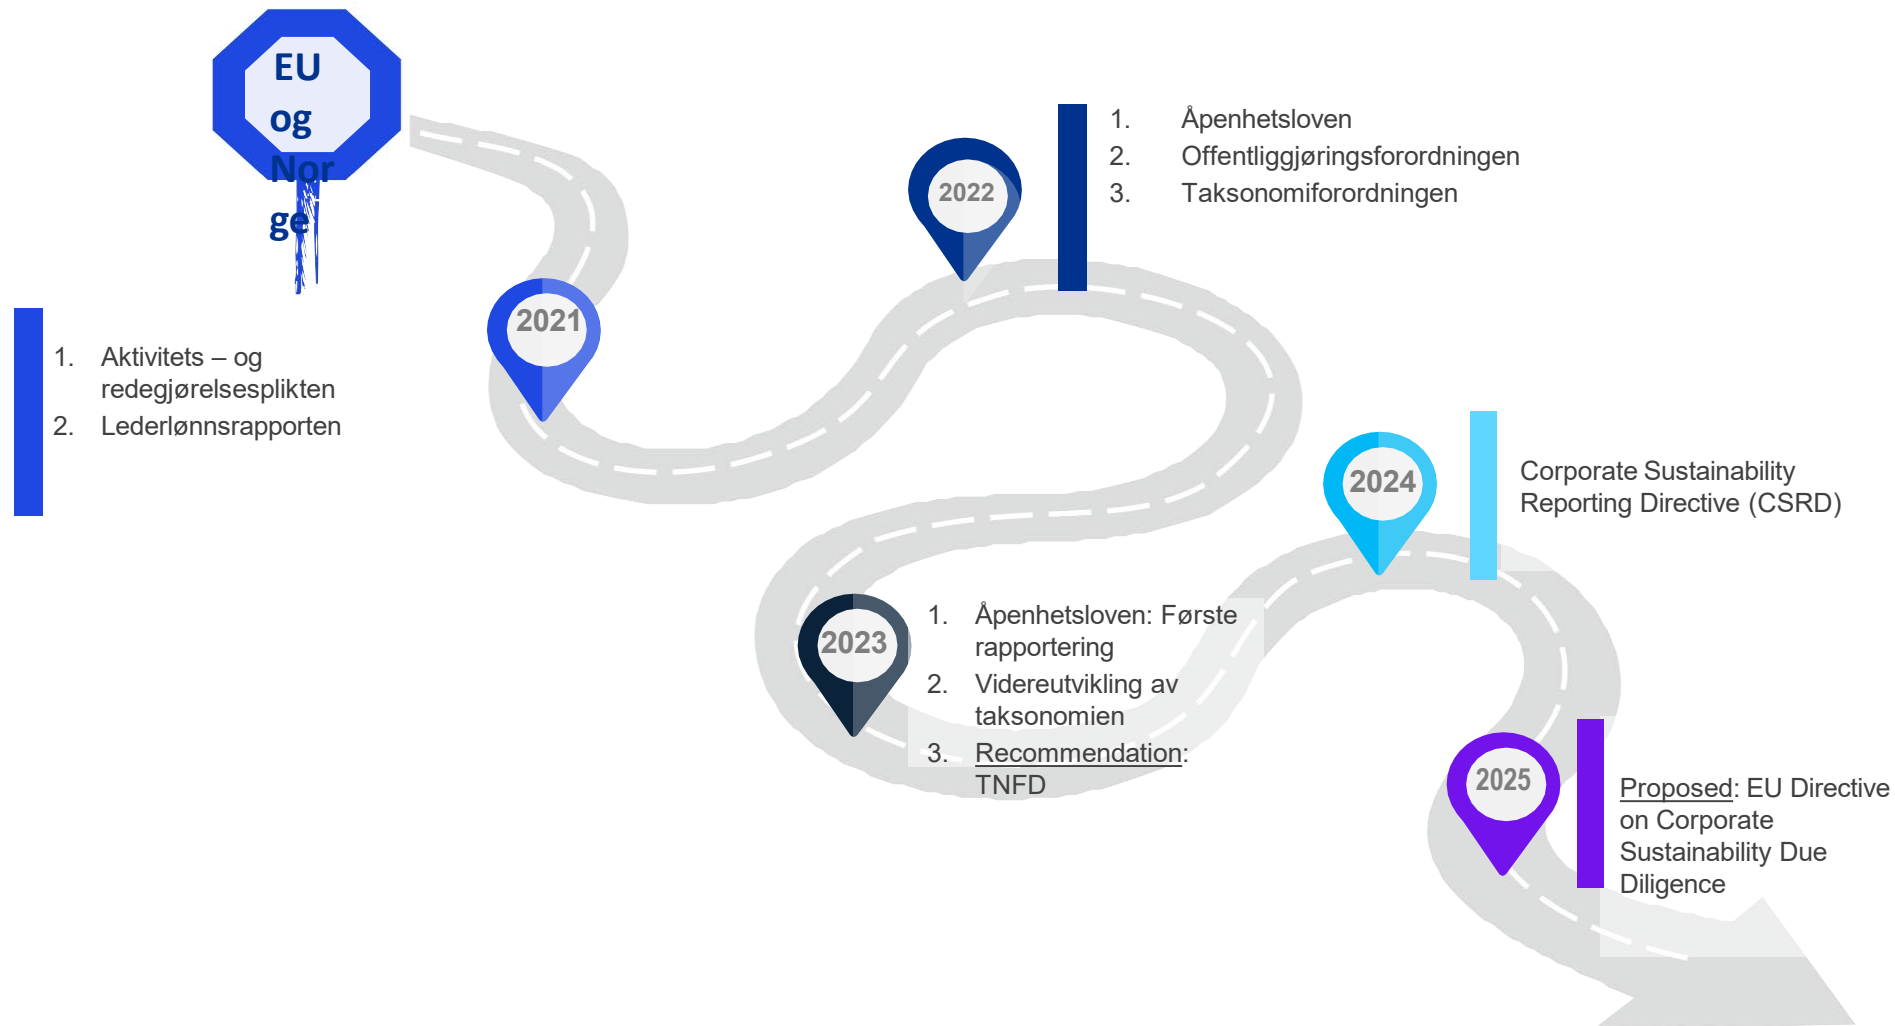 EU
og
Nor
ge
2021
1. Aktivitets – og
redegjørelsesplikten
2. Lederlønnsrapporten
2022
1. Åpenhetsloven
2. Offentliggjøringsforordningen
3. Taksonomiforordningen
2023
1. Åpenhetsloven: Første
rapportering
2. Videreutvikling av
taksonomien
3. Recommendation:
TNFD
2024
Corporate Sustainability
Reporting Directive (CSRD)
2025
Proposed: EU Directive
on Corporate
Sustainability Due
Diligence